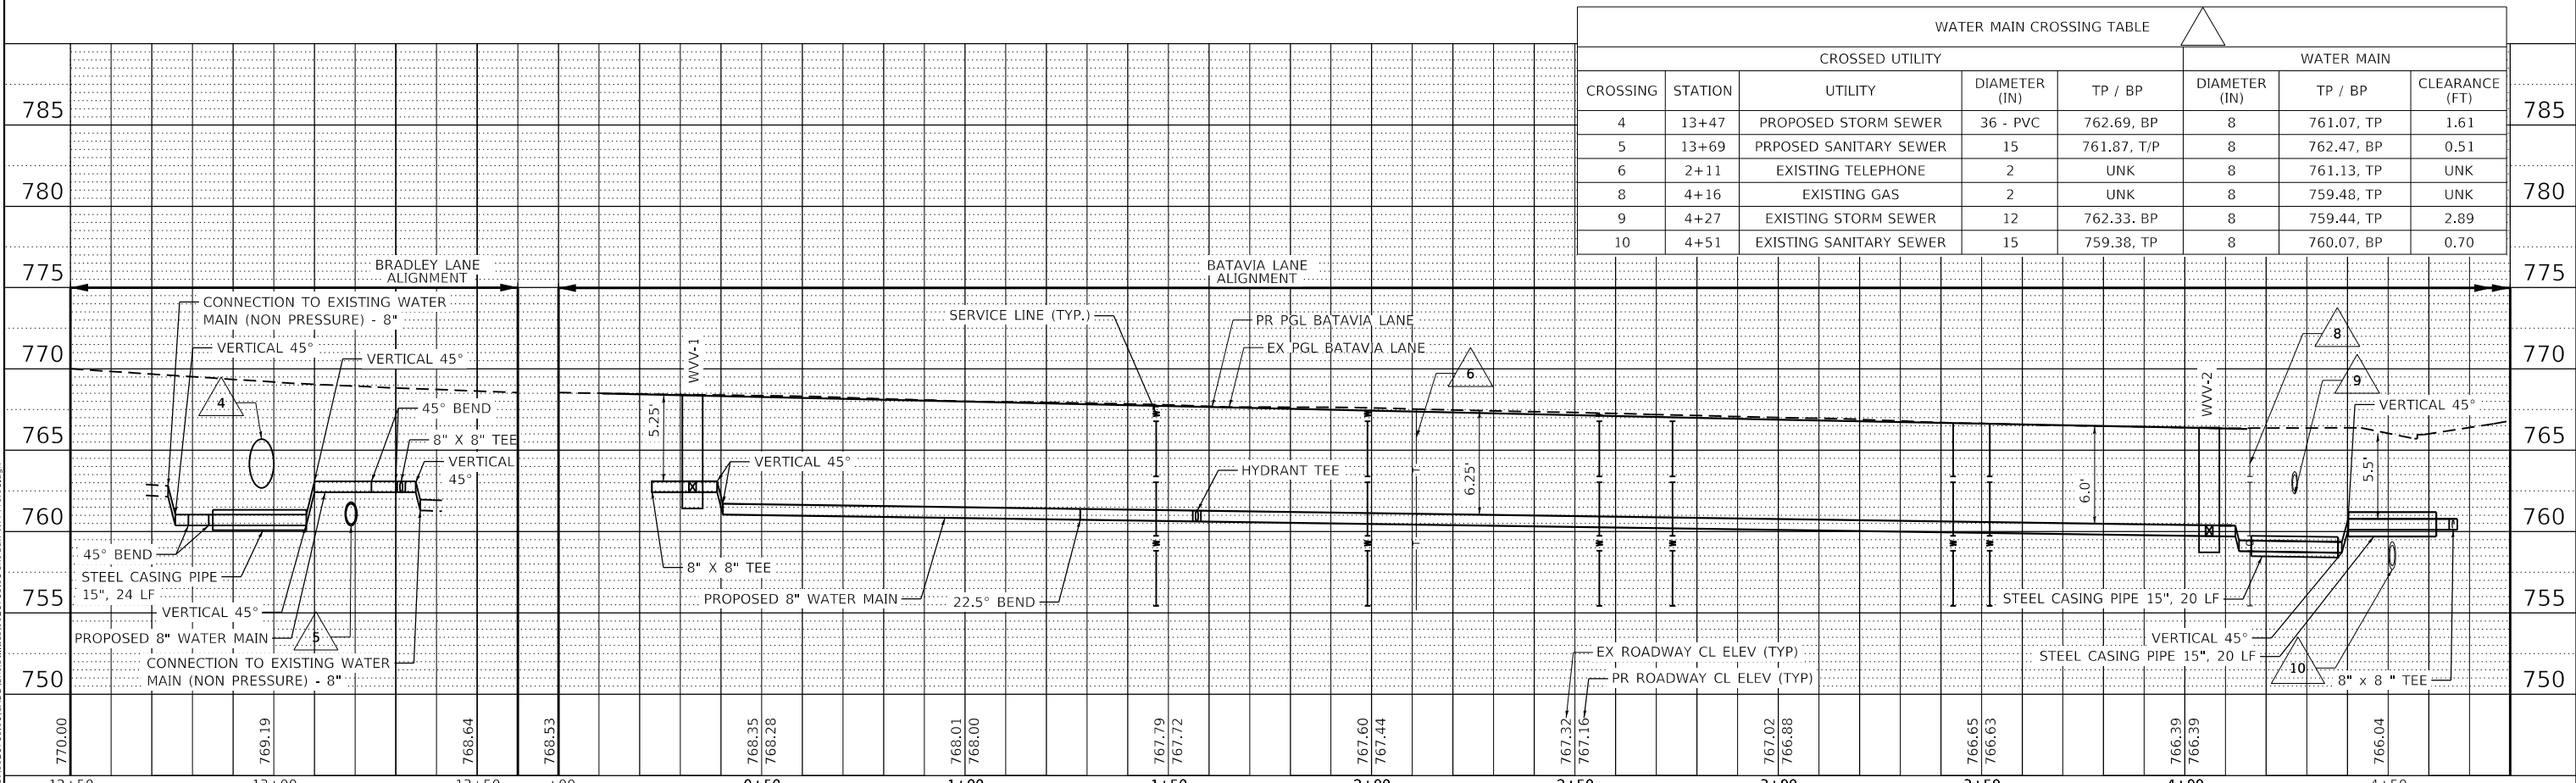 WATER MAIN CROSSING TABLE
CROSSED UTILITY WATER MAIN
CROSSING STATION UTILITY DIAMETER (IN) TP / BP DIAMETER (IN) TP / BP CLEARANCE (FT)
4 13+47 PROPOSED STORM SEWER 36 - PVC 762.69, BP 8 761.07, TP 1.61
5 13+69 PRPOSED SANITARY SEWER 15 761.87, T/P 8 762.47, BP 0.51
6 2+11 EXISTING TELEPHONE 2 UNK 8 761.13, TP UNK
8 4+16 EXISTING GAS 2 UNK 8 759.48, TP UNK
9 4+27 EXISTING STORM SEWER 12 762.33. BP 8 759.44, TP 2.89
10 4+51 EXISTING SANITARY SEWER 15 759.38, TP 8 760.07, BP 0.70
785 785
780 780
775 775
770 770
765 765
760 760
755 755
750 750
BRADLEY LANE
ALIGNMENT
BATAVIA LANE
ALIGNMENT
CONNECTION TO EXISTING WATER
MAIN (NON PRESSURE) - 8"
VERTICAL 45°
VERTICAL 45°
4
45° BEND
8" X 8" TEE
VERTICAL
45°
45° BEND
STEEL CASING PIPE
15", 24 LF
VERTICAL 45°
PROPOSED 8" WATER MAIN
5
CONNECTION TO EXISTING WATER
MAIN (NON PRESSURE) - 8"
SERVICE LINE (TYP.)
PR PGL BATAVIA LANE
EX PGL BATAVIA LANE
WVV-1
5.25'
VERTICAL 45°
8" X 8" TEE
PROPOSED 8" WATER MAIN
22.5° BEND
HYDRANT TEE
6
6.25'
6.0'
WVV-2
8
9
VERTICAL 45°
5.5'
STEEL CASING PIPE 15", 20 LF
VERTICAL 45°
STEEL CASING PIPE 15", 20 LF
10
8" x 8 " TEE
EX ROADWAY CL ELEV (TYP)
PR ROADWAY CL ELEV (TYP)
770.00
769.19
768.64
768.53
768.35
768.28
768.01
768.00
767.79
767.72
767.60
767.44
767.32
767.16
767.02
766.88
766.65
766.63
766.39
766.39
766.04